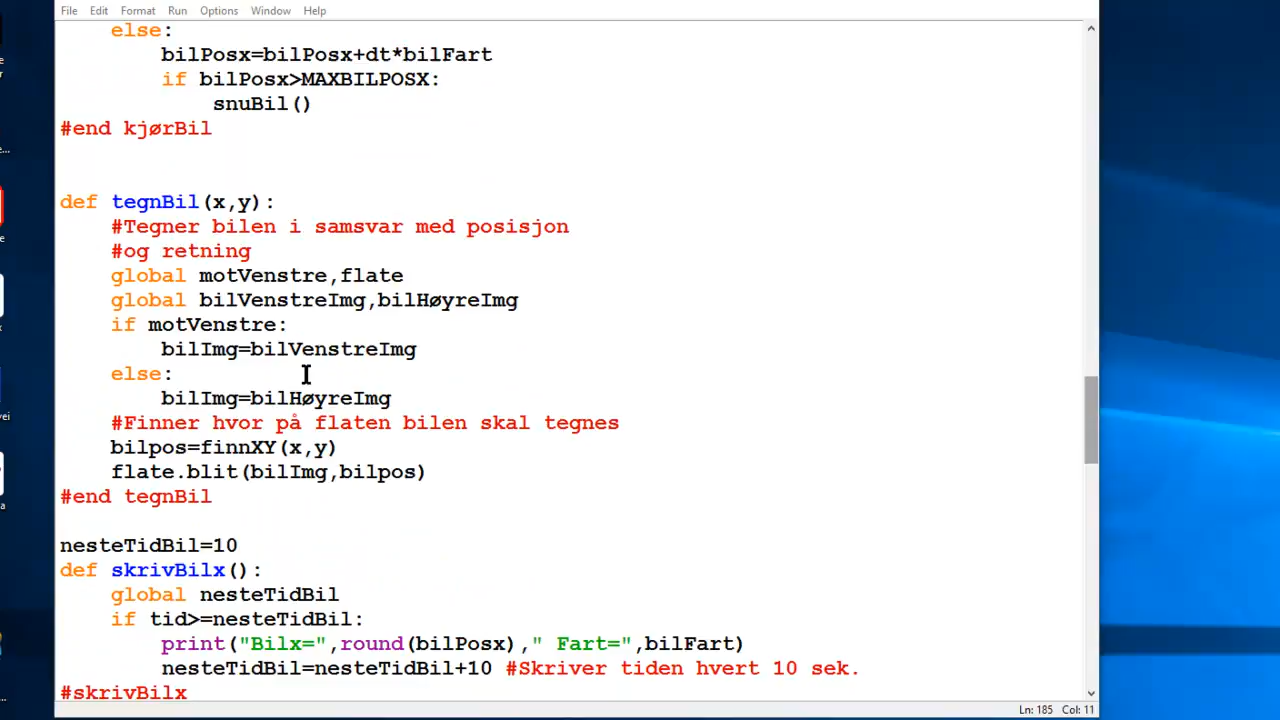 File Edit Format Run Options Window Help
else:
bilPosx=bilPosx+dt*bilFart
if bilPosx>MAXBILPOSX:
snuBil()
#end kjørBil
def tegnBil(x,y):
#Tegner bilen i samsvar med posisjon
#og retning
global motVenstre,flate
global bilVenstreImg,bilHøyreImg
if motVenstre:
bilImg=bilVenstreImg
else:
bilImg=bilHøyreImg
#Finner hvor på flaten bilen skal tegnes
bilpos=finnXY(x,y)
flate.blit(bilImg,bilpos)
#end tegnBil
nesteTidBil=10
def skrivBilx():
global nesteTidBil
if tid>=nesteTidBil:
print("Bilx=",round(bilPosx)," Fart=",bilFart)
nesteTidBil=nesteTidBil+10 #Skriver tiden hvert 10 sek.
#skrivBilx
Ln: 185 Col: 11